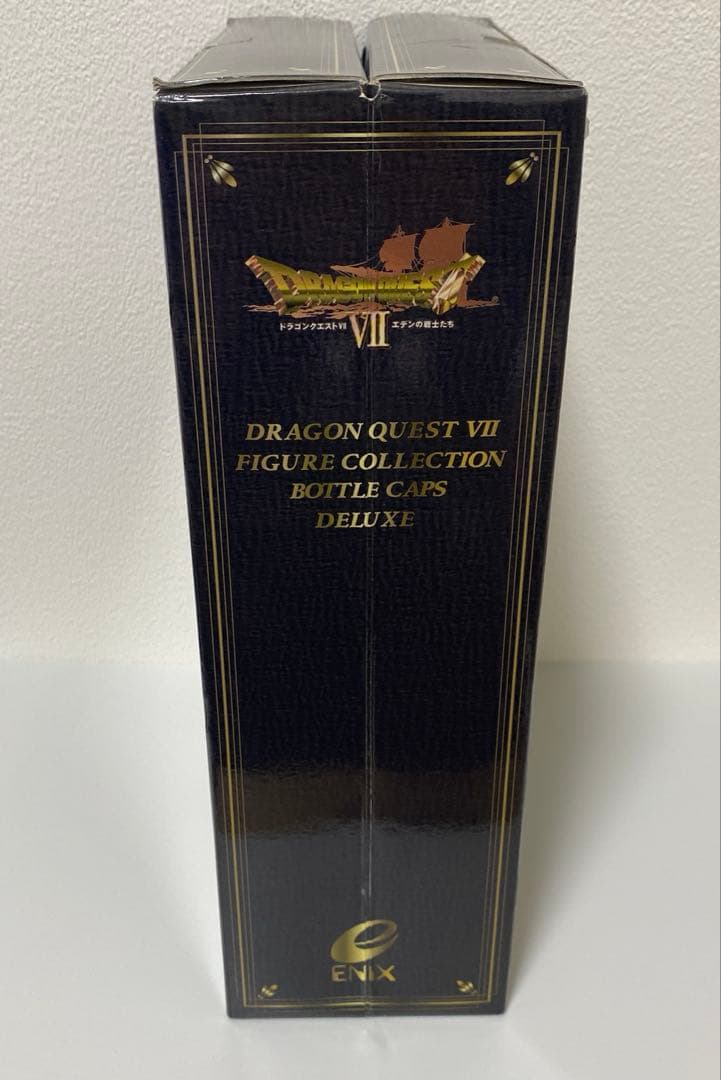 DRAGON QUEST
ドラゴンクエストVII VII エデンの戦士たち
®
DRAGON QUEST VII
FIGURE COLLECTION
BOTTLE CAPS
DELUXE
ENIX